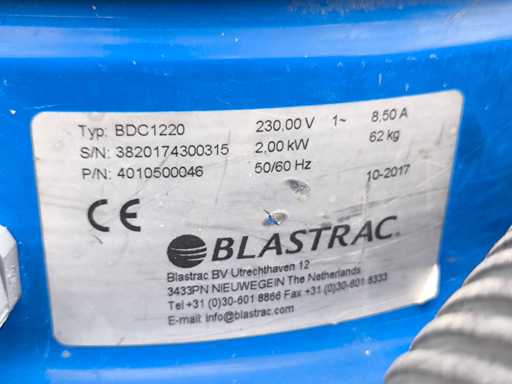 Typ: BDC1220 230,00 V 1~ 8,50 A
S/N: 3820174300315 2,00 kW 62 kg
P/N: 4010500046 50/60 Hz 10-2017
CE
BLASTRAC.
Blastrac BV Utrechthaven 12
3433PN NIEUWEGEIN The Netherlands
Tel +31 (0)30-601 8866 Fax +31 (0)30-601 8333
E-mail: info@blastrac.com